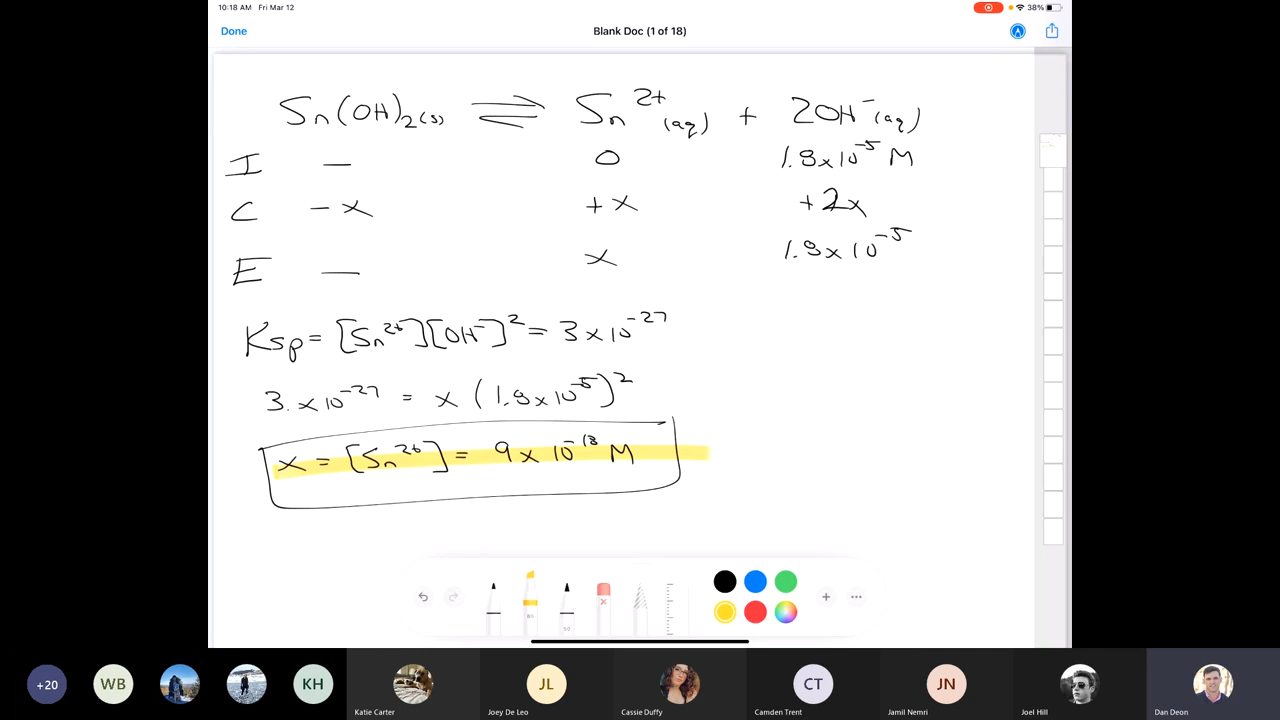 10:18 AM Fri Mar 12
38%
Done
Blank Doc (1 of 18)
Sn(OH)₂(s) ⇌ Sn²⁺(aq) + 2OH⁻(aq)
I — 0 1.8x10⁻⁵ M
C -x +x +2x
E — x 1.8x10⁻⁵
Ksp = [Sn²⁺][OH⁻]² = 3x10⁻²⁷
3.x10⁻²⁷ = x (1.8x10⁻⁵)²
x = [Sn²⁺] = 9x10⁻¹⁸ M
+20
WB
KH
JL
CT
JN
Katie Carter
Joey De Leo
Cassie Duffy
Camden Trent
Jamil Nemri
Joel Hill
Dan Deon